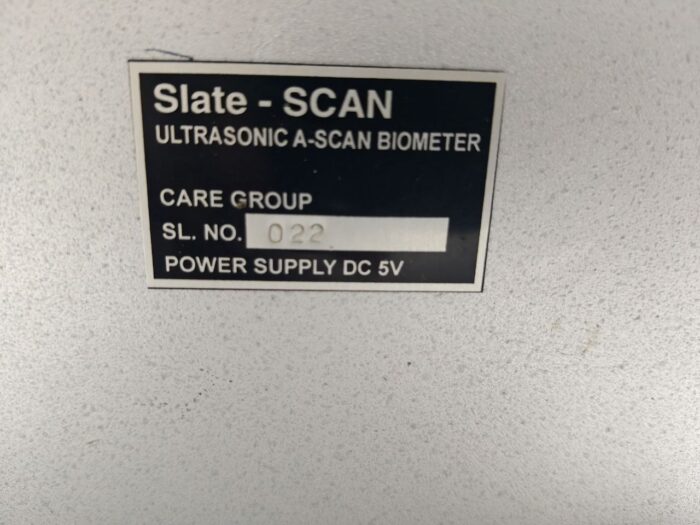 Slate - SCAN
ULTRASONIC A-SCAN BIOMETER
CARE GROUP
SL. NO. 022
POWER SUPPLY DC 5V